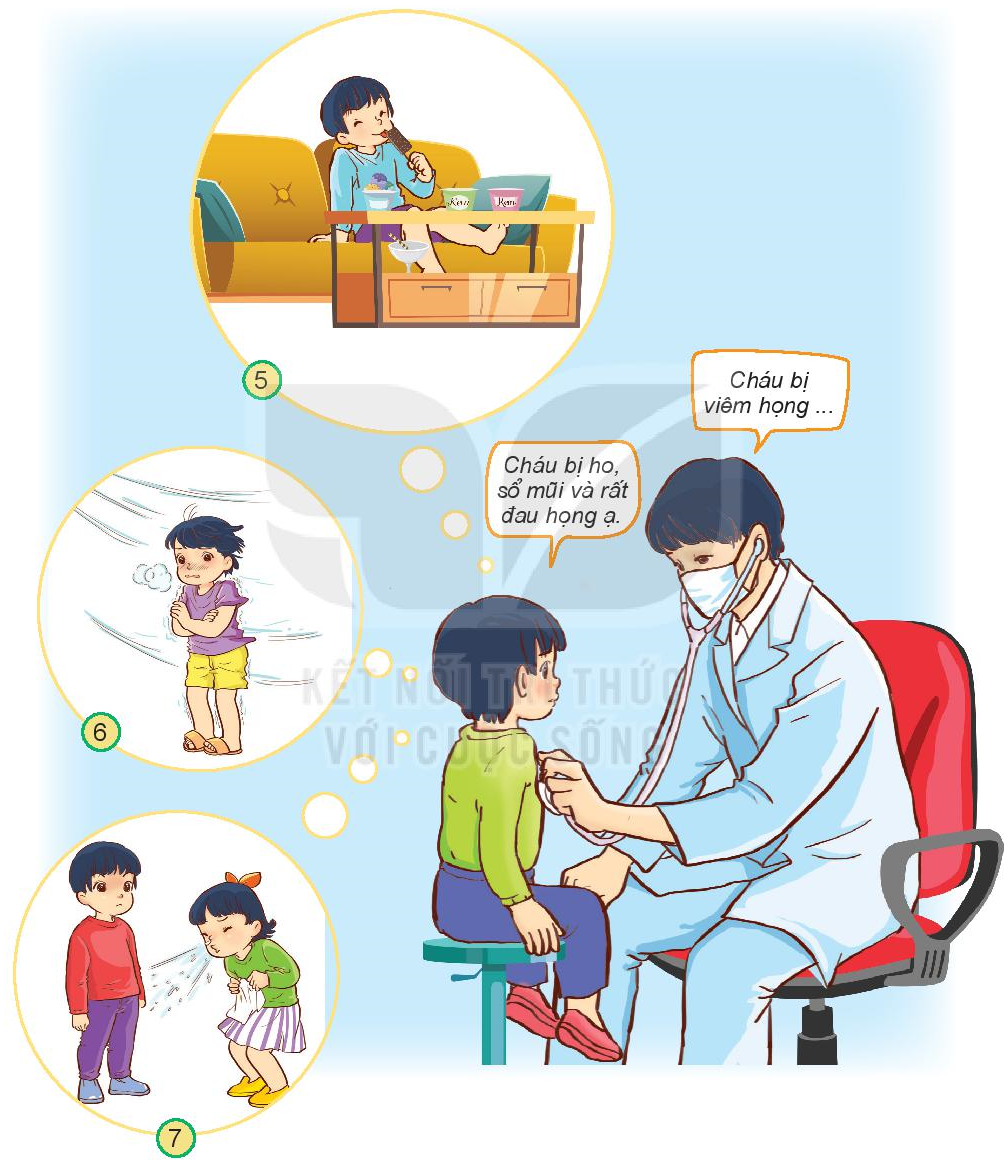 Kem
Kem
5
Cháu bị
viêm họng ...
Cháu bị ho,
sổ mũi và rất
đau họng ạ.
6
KẾT NỐI TRI THỨC
VỚI CUỘC SỐNG
7